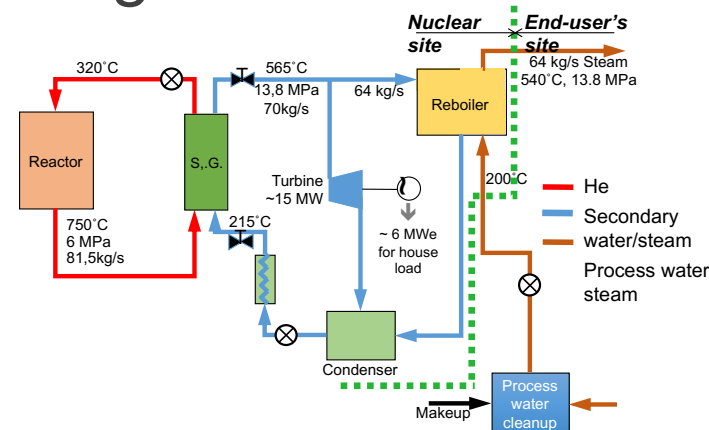 Nuclear
site
End-user's
site
320˚C
565˚C
13,8 MPa
70kg/s
64 kg/s
64 kg/s Steam
540˚C, 13.8 MPa
Reboiler
Reactor
S,.G.
Turbine
~15 MW
200˚C
He
Secondary
water/steam
Process water
steam
750˚C
6 MPa
81,5kg/s
215˚C
~ 6 MWe
for house
load
Condenser
Process
water
cleanup
Makeup